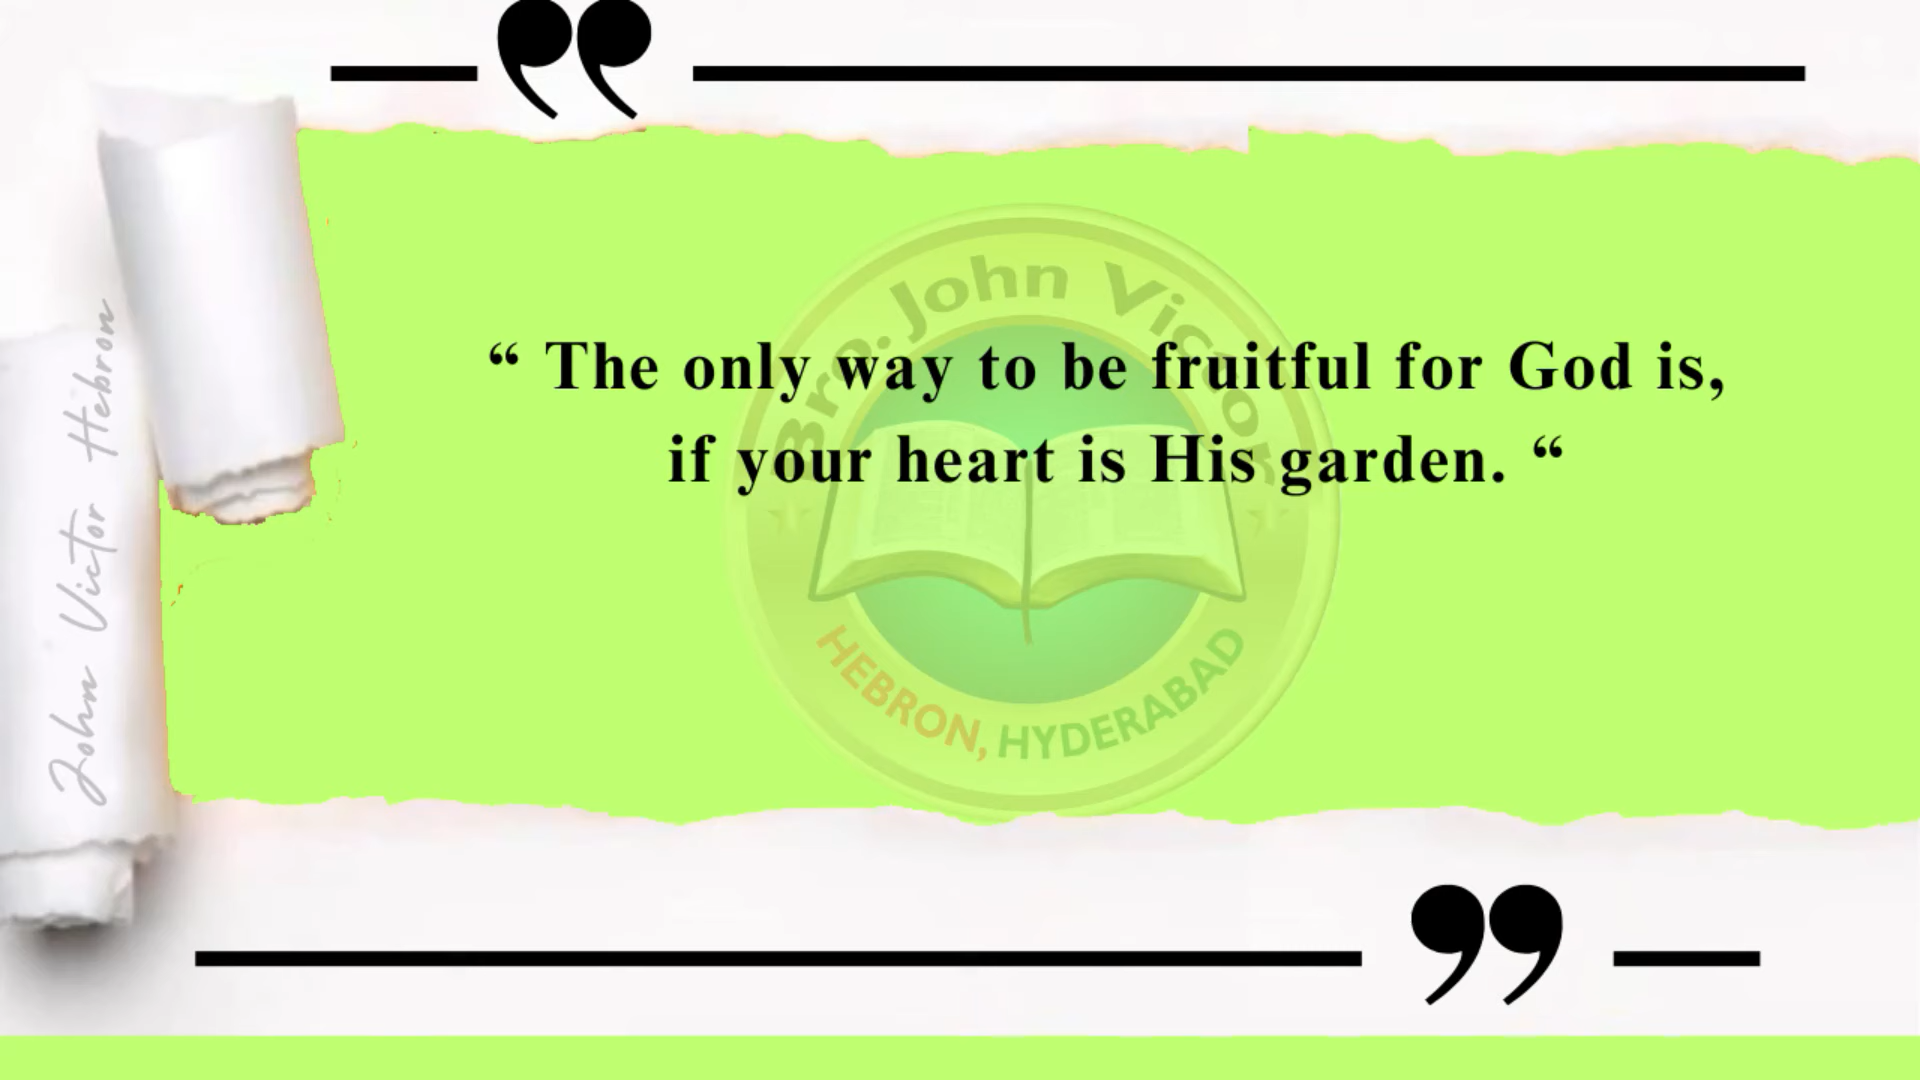 “ The only way to be fruitful for God is,
if your heart is His garden. “
Bro. John Victor
HEBRON, HYDERABAD
John Victor Hebron